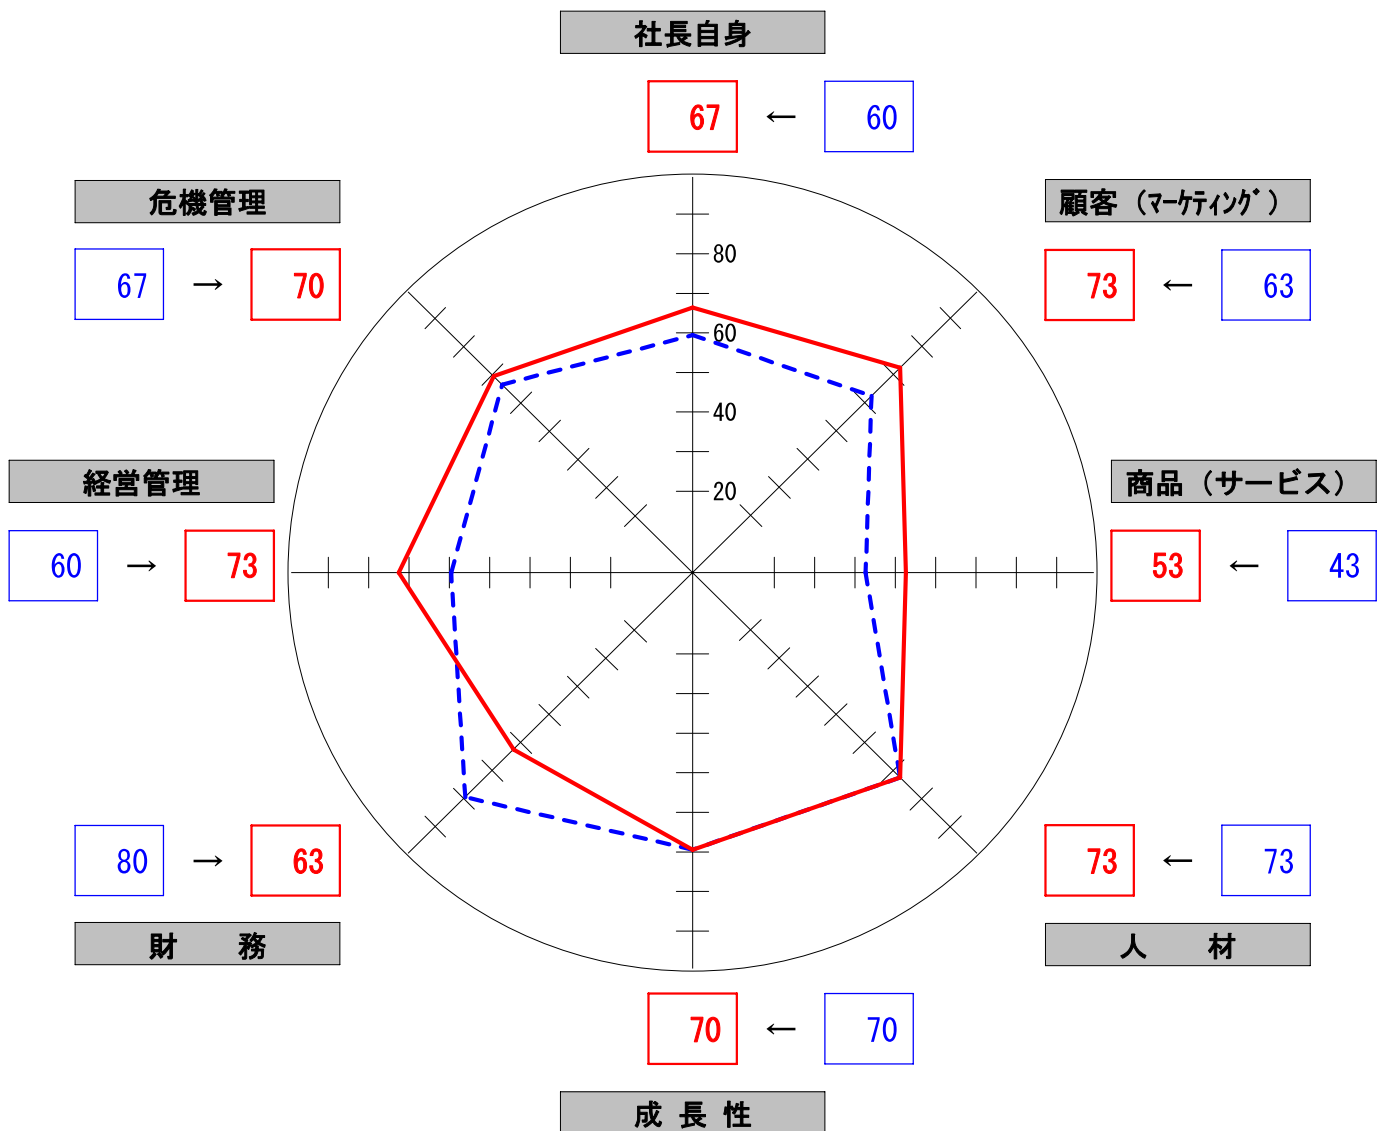 社長自身
67 ← 60
危機管理
顧客（ﾏｰｹﾃｨﾝｸﾞ）
67 → 70
73 ← 63
80
60
40
20
経営管理
商品（サービス）
60 → 73
53 ← 43
80 → 63
73 ← 73
財 務
人 材
70 ← 70
成 長 性